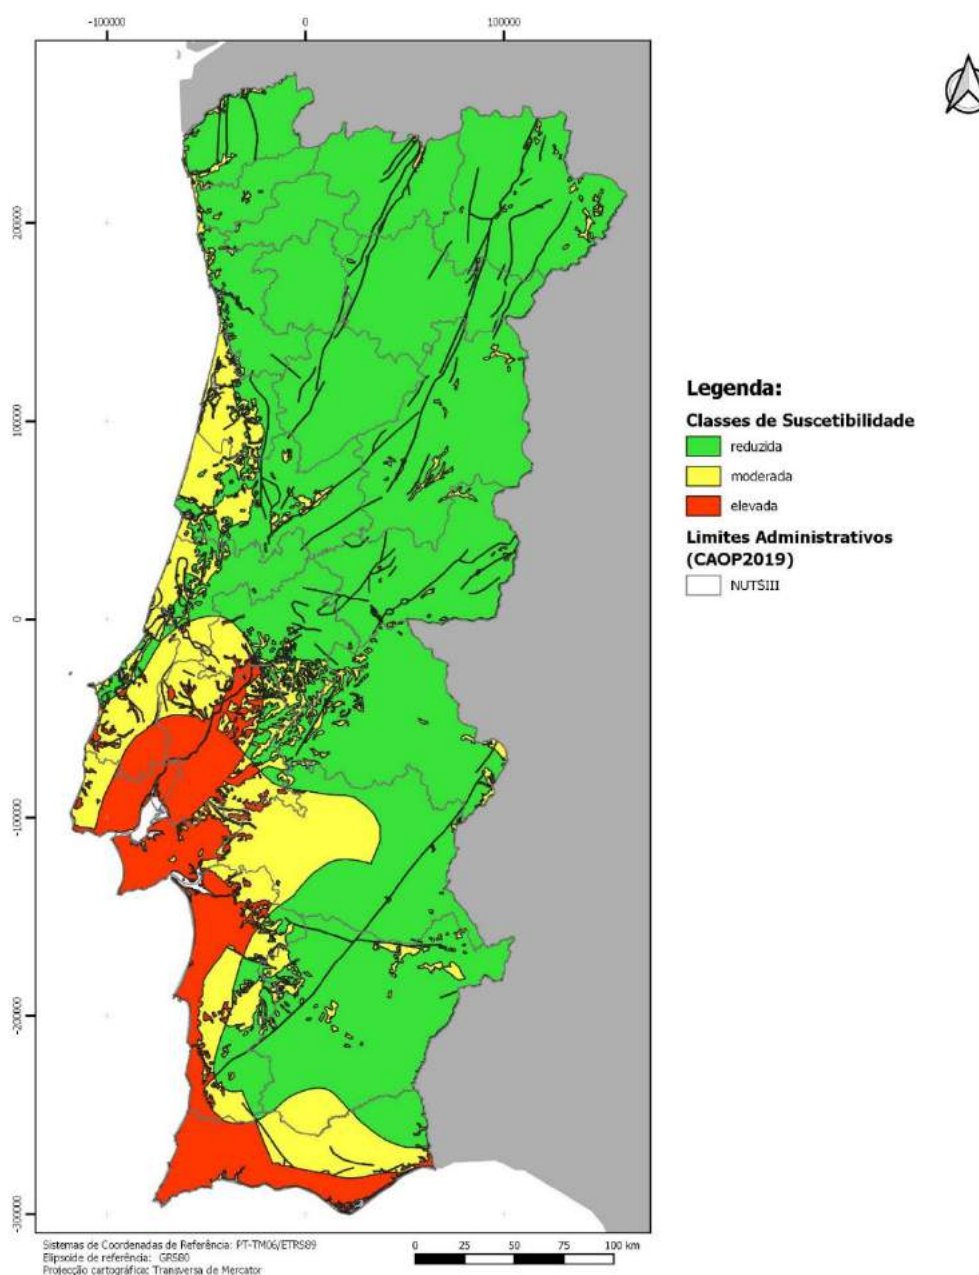 -100000 0 100000
200000
100000
0
-100000
-200000
-300000
Legenda:
Classes de Suscetibilidade
reduzida
moderada
elevada
Limites Administrativos
(CAOP2019)
NUTSIII
Sistemas de Coordenadas de Referência: PT-TM06/ETRS89
Elipsoide de referência: GRS80
Projecção cartográfica: Transversa de Mercator
0 25 50 75 100 km